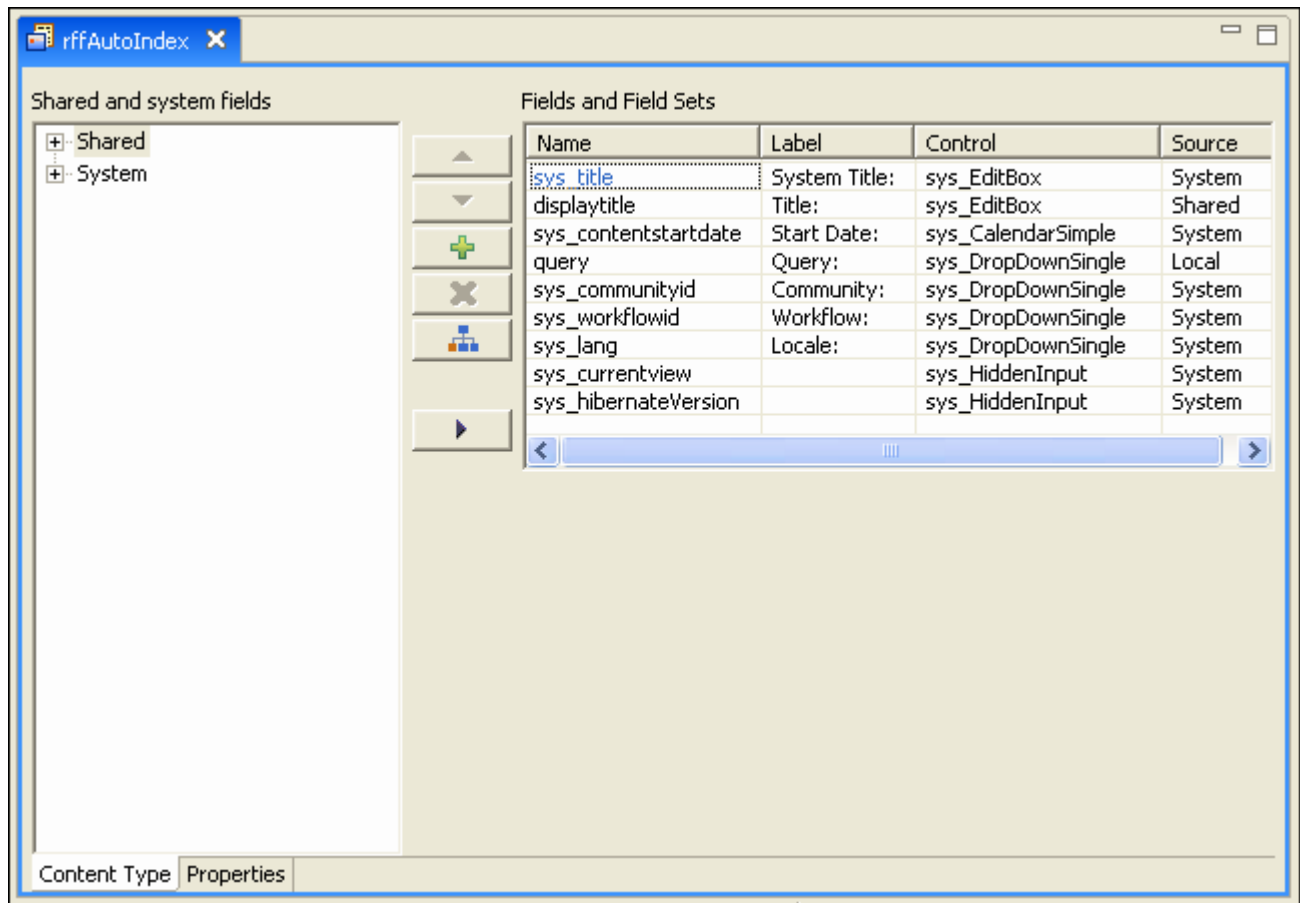 rffAutoIndex
Shared and system fields
Shared
System
Fields and Field Sets
Name Label Control Source
sys_title System Title: sys_EditBox System
displaytitle Title: sys_EditBox Shared
sys_contentstartdate Start Date: sys_CalendarSimple System
query Query: sys_DropDownSingle Local
sys_communityid Community: sys_DropDownSingle System
sys_workflowid Workflow: sys_DropDownSingle System
sys_lang Locale: sys_DropDownSingle System
sys_currentview sys_HiddenInput System
sys_hibernateVersion sys_HiddenInput System
Content Type Properties